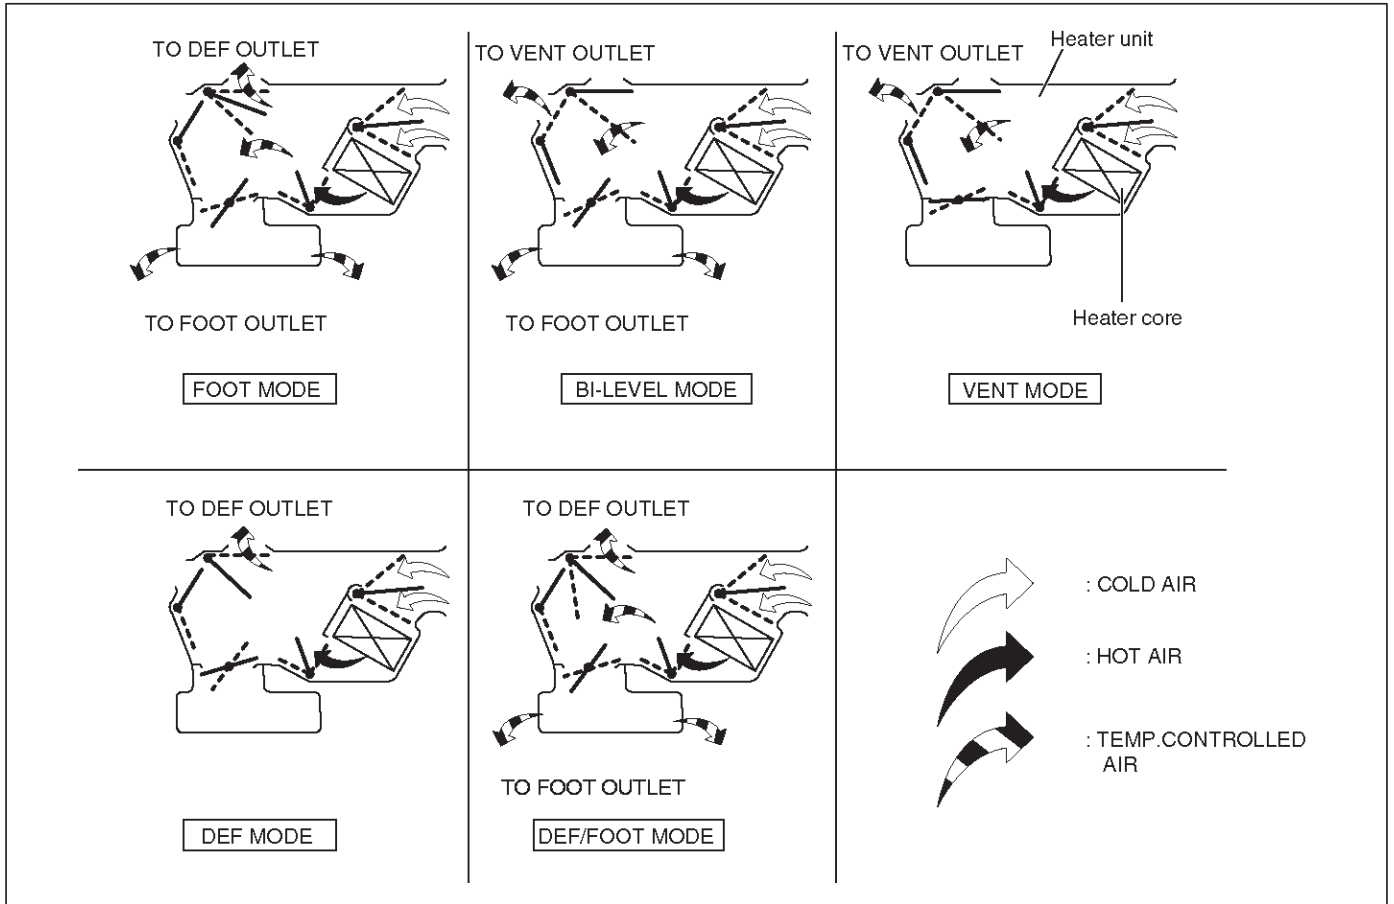 TO DEF OUTLET
TO FOOT OUTLET
FOOT MODE
TO VENT OUTLET
TO FOOT OUTLET
BI-LEVEL MODE
TO VENT OUTLET
Heater unit
Heater core
VENT MODE
TO DEF OUTLET
DEF MODE
TO DEF OUTLET
TO FOOT OUTLET
DEF/FOOT MODE
: COLD AIR
: HOT AIR
: TEMP.CONTROLLED
AIR